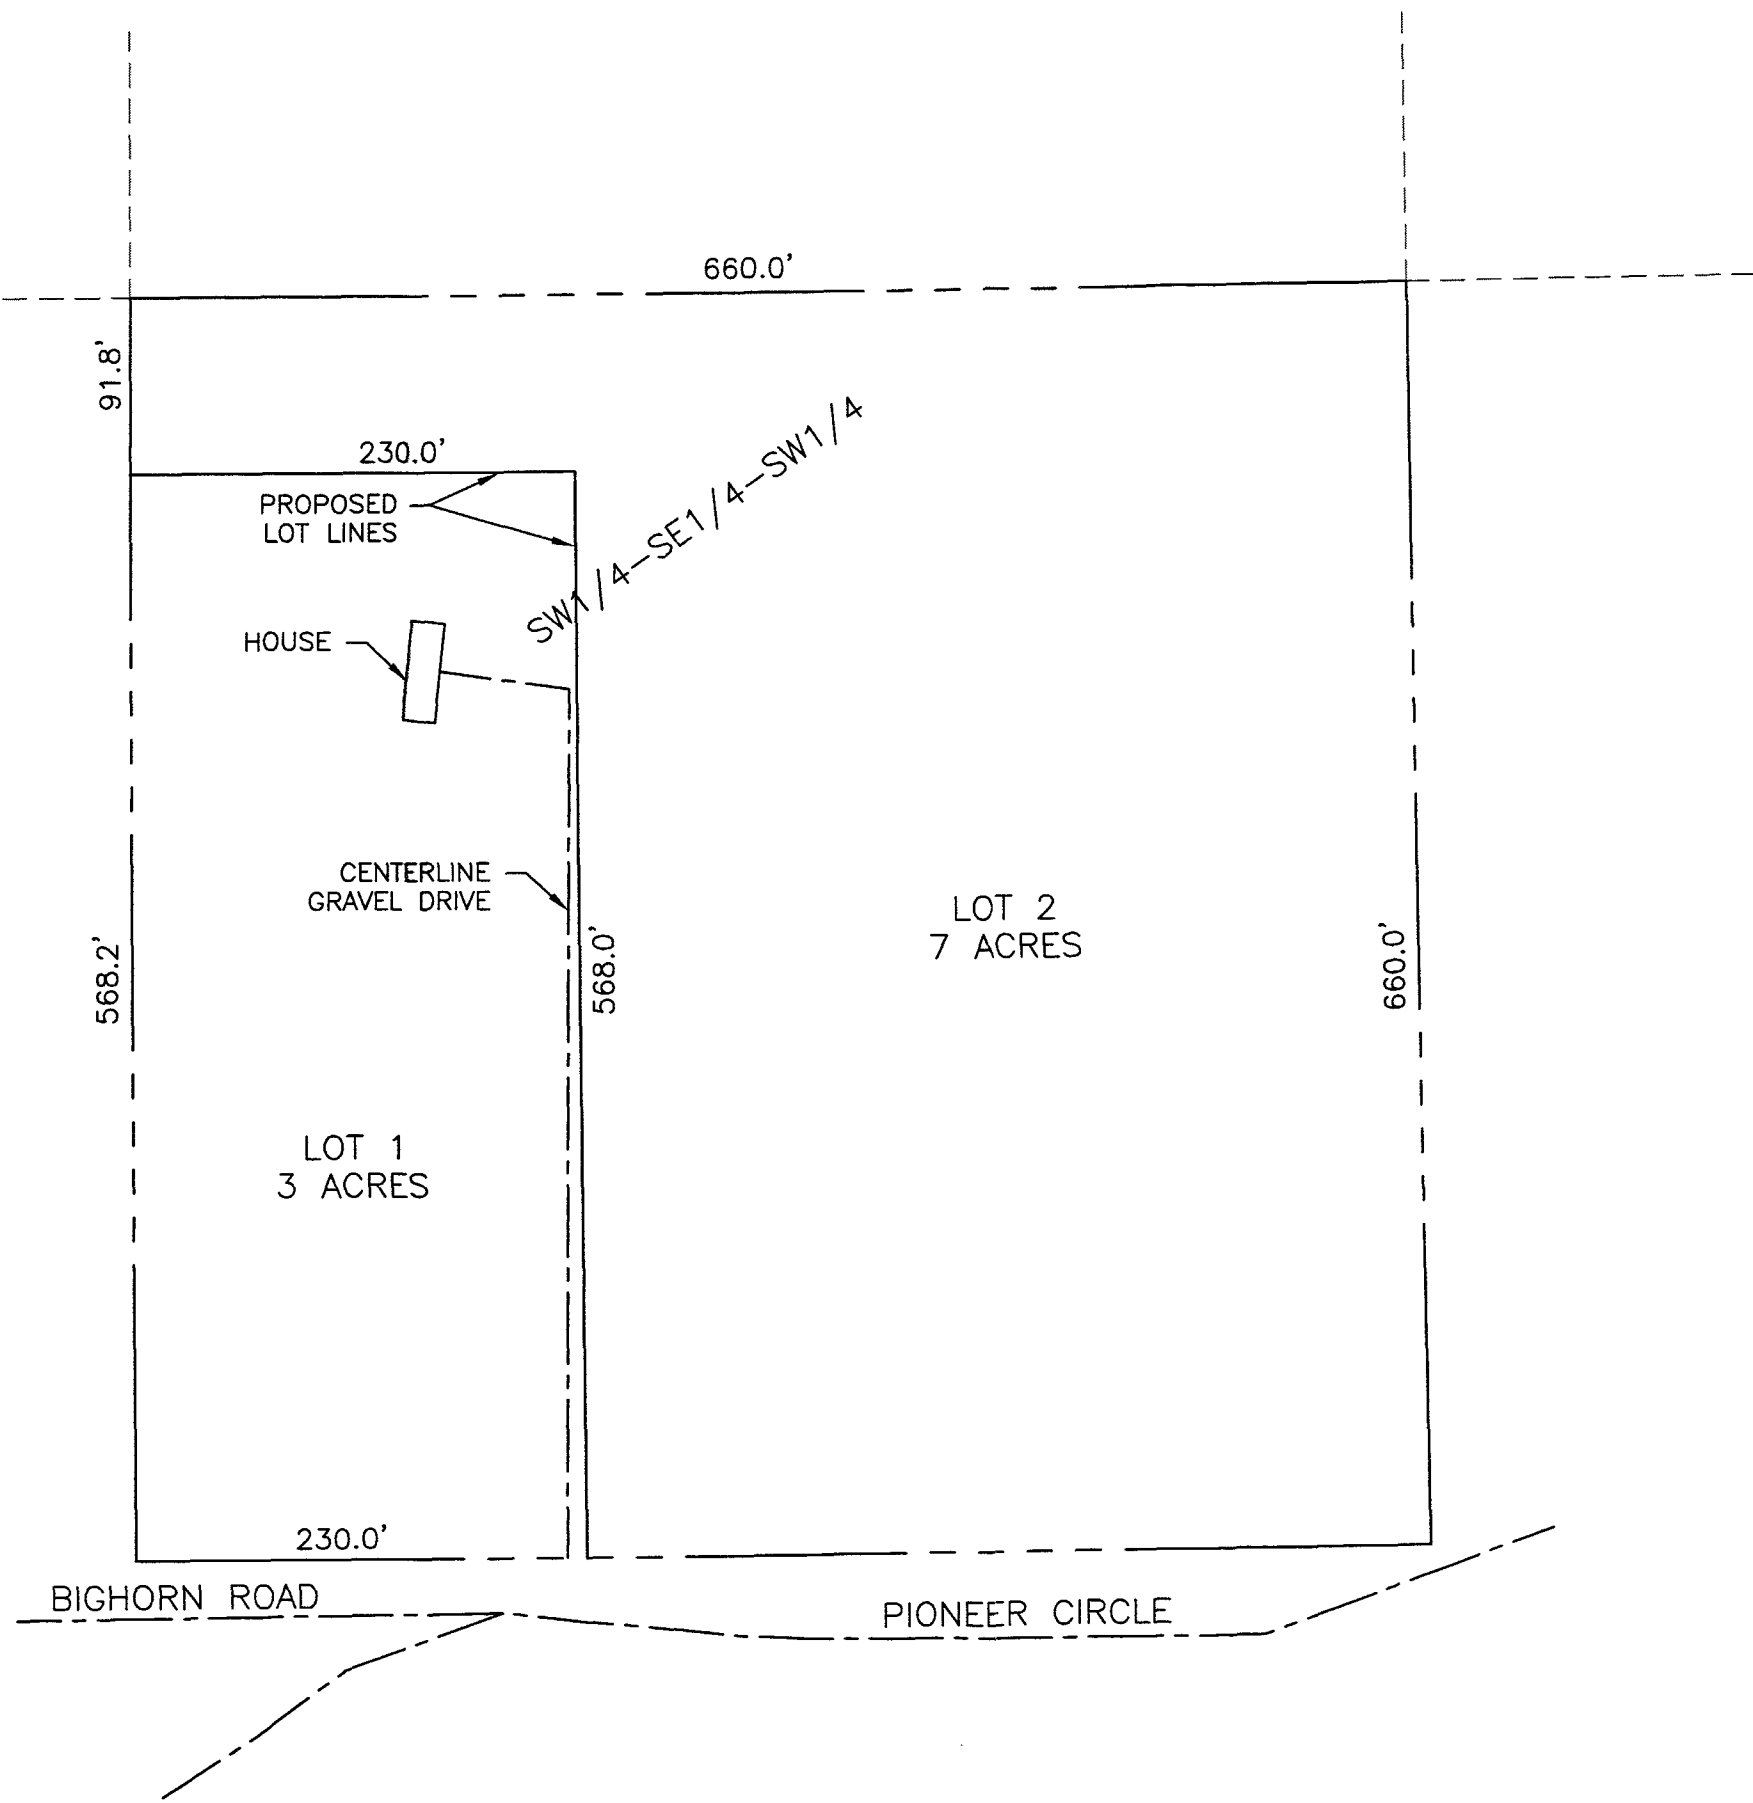 660.0'
91.8'
230.0'
PROPOSED
LOT LINES
SW1/4-SE1/4-SW1/4
HOUSE
CENTERLINE
GRAVEL DRIVE
LOT 2
7 ACRES
568.2'
568.0'
660.0'
LOT 1
3 ACRES
230.0'
BIGHORN ROAD
PIONEER CIRCLE